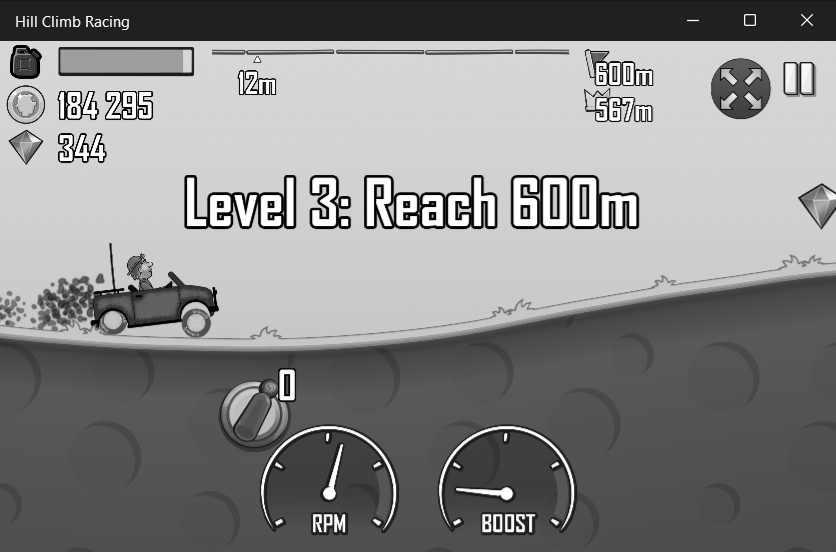 Hill Climb Racing
12m
600m
184 295
567m
344
Level 3: Reach 600m
0
RPM
BOOST